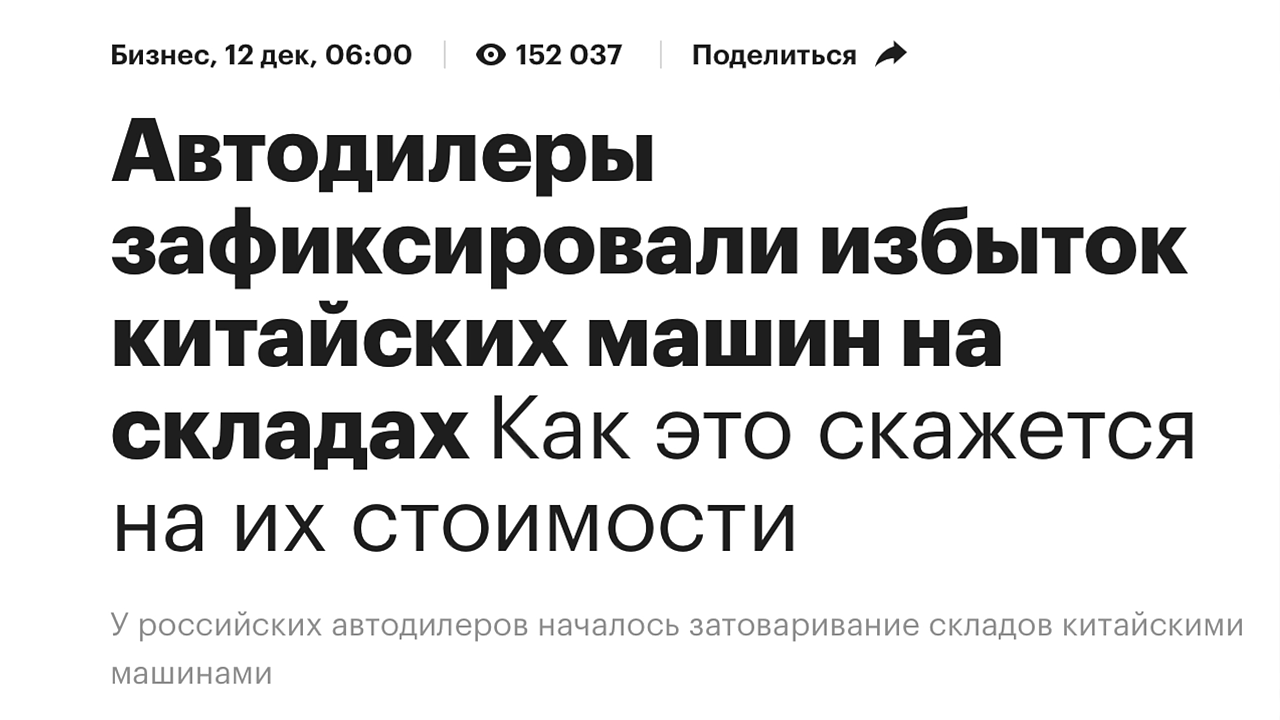 Бизнес, 12 дек, 06:00 152 037 Поделиться
Автодилеры
зафиксировали избыток
китайских машин на
складах Как это скажется
на их стоимости
У российских автодилеров началось затоваривание складов китайскими
машинами